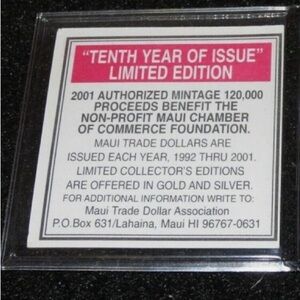 "TENTH YEAR OF ISSUE"
LIMITED EDITION
2001 AUTHORIZED MINTAGE 120,000
PROCEEDS BENEFIT THE
NON-PROFIT MAUI CHAMBER
OF COMMERCE FOUNDATION.
MAUI TRADE DOLLARS ARE
ISSUED EACH YEAR, 1992 THRU 2001.
LIMITED COLLECTOR'S EDITIONS
ARE OFFERED IN GOLD AND SILVER.
FOR ADDITIONAL INFORMATION WRITE TO:
Maui Trade Dollar Association
P.O.Box 631/Lahaina, Maui HI 96767-0631